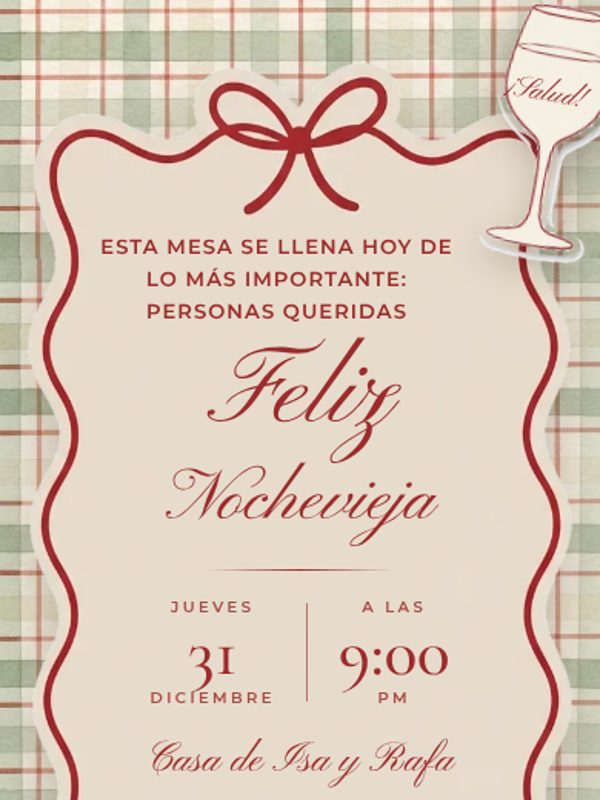 ¡Salud!
ESTA MESA SE LLENA HOY DE
LO MÁS IMPORTANTE:
PERSONAS QUERIDAS
Feliz
Nochevieja
JUEVES
31
DICIEMBRE
A LAS
9:00
PM
Casa de Isa y Rafa